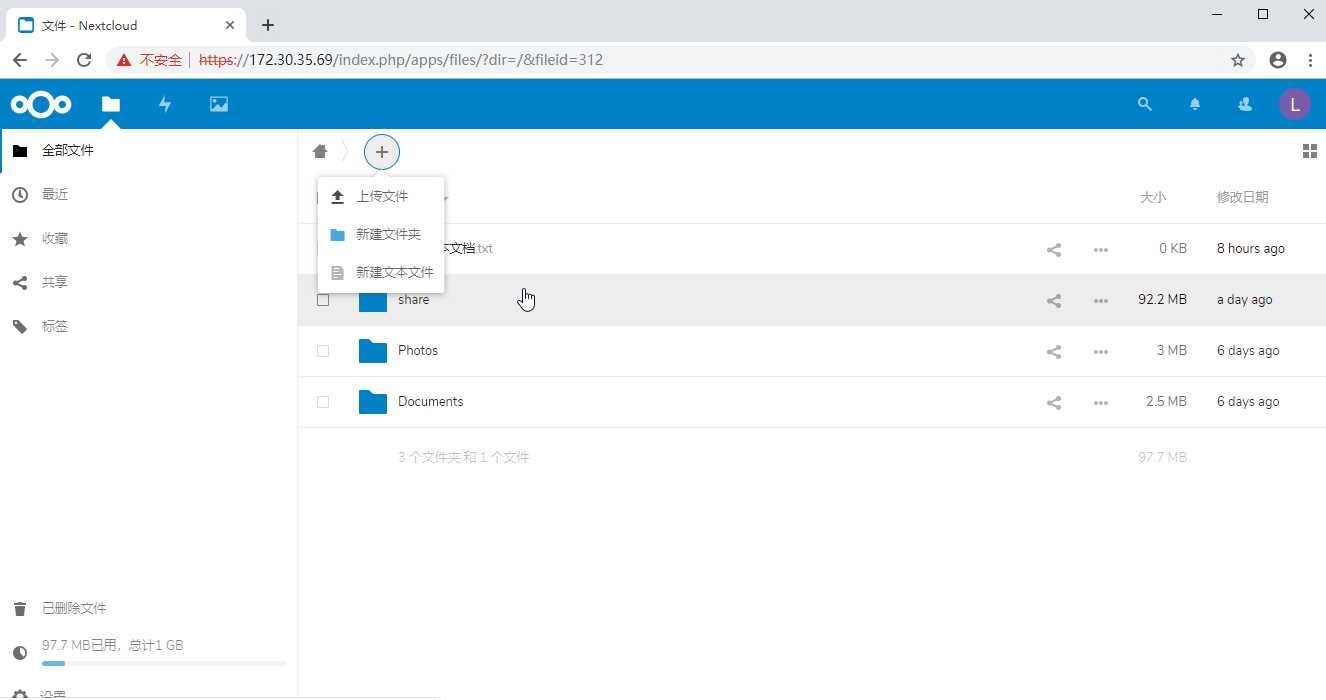 文件 - Nextcloud
不安全 https://172.30.35.69/index.php/apps/files/?dir=/&fileid=312
L
全部文件
最近
收藏
共享
标签
已删除文件
97.7 MB已用，总计1 GB
设置
上传文件
新建文件夹
新建文本文件
大小 修改日期
文档.txt 0 KB 8 hours ago
share 92.2 MB a day ago
Photos 3 MB 6 days ago
Documents 2.5 MB 6 days ago
3 个文件夹 和 1 个文件 97.7 MB